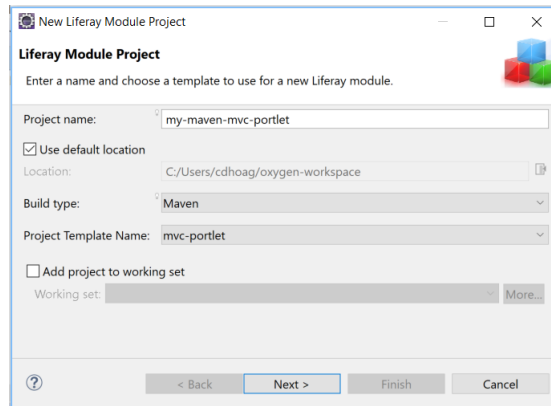 New Liferay Module Project
Liferay Module Project
Enter a name and choose a template to use for a new Liferay module.
Project name: my-maven-mvc-portlet
Use default location
Location: C:/Users/cdhoag/oxygen-workspace
Build type: Maven
Project Template Name: mvc-portlet
Add project to working set
Working set: More...
? < Back Next > Finish Cancel